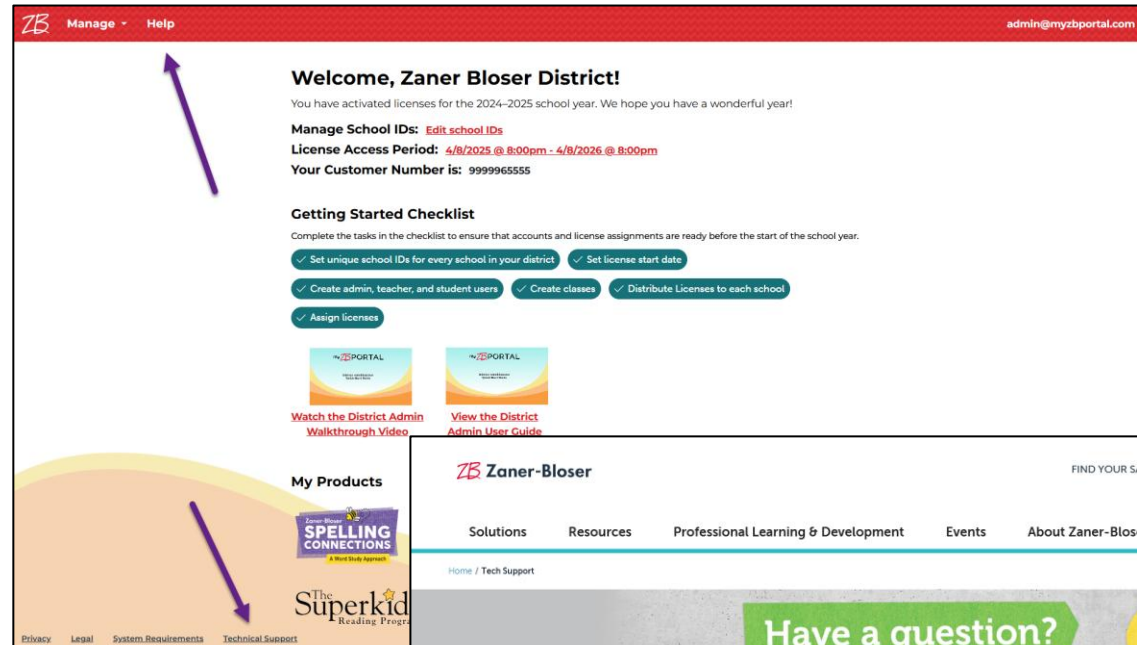 ZB Manage Help admin@myzbportal.com
Welcome, Zaner Bloser District!
You have activated licenses for the 2024–2025 school year. We hope you have a wonderful year!
Manage School IDs: Edit school IDs
License Access Period: 4/8/2025 @ 8:00pm - 4/8/2026 @ 8:00pm
Your Customer Number is: 9999965555
Getting Started Checklist
Complete the tasks in the checklist to ensure that accounts and license assignments are ready before the start of the school year.
✓ Set unique school IDs for every school in your district ✓ Set license start date
✓ Create admin, teacher, and student users ✓ Create classes ✓ Distribute Licenses to each school
✓ Assign licenses
my ZB PORTAL my ZB PORTAL
Watch the District Admin
Walkthrough Video
View the District
Admin User Guide
My Products
Zaner-Bloser
SPELLING
CONNECTIONS
A Word Study Approach
The
Superkid
Reading Progr
Privacy Legal System Requirements Technical Support
ZB Zaner-Bloser FIND YOUR SA
Solutions Resources Professional Learning & Development Events About Zaner-Blose
Home / Tech Support
Have a question?